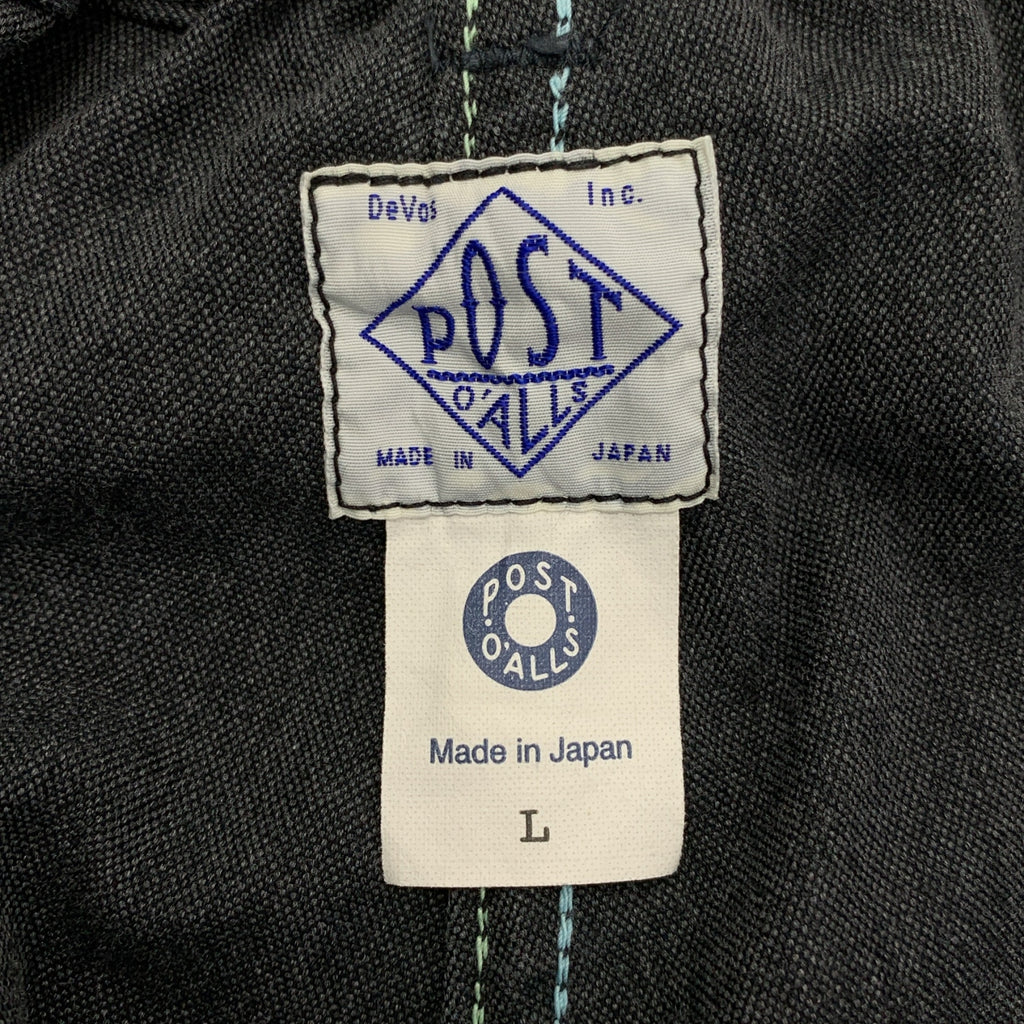 DeVos Inc.
POST
O'ALLS
MADE IN JAPAN
POST
O'ALLS
Made in Japan
L